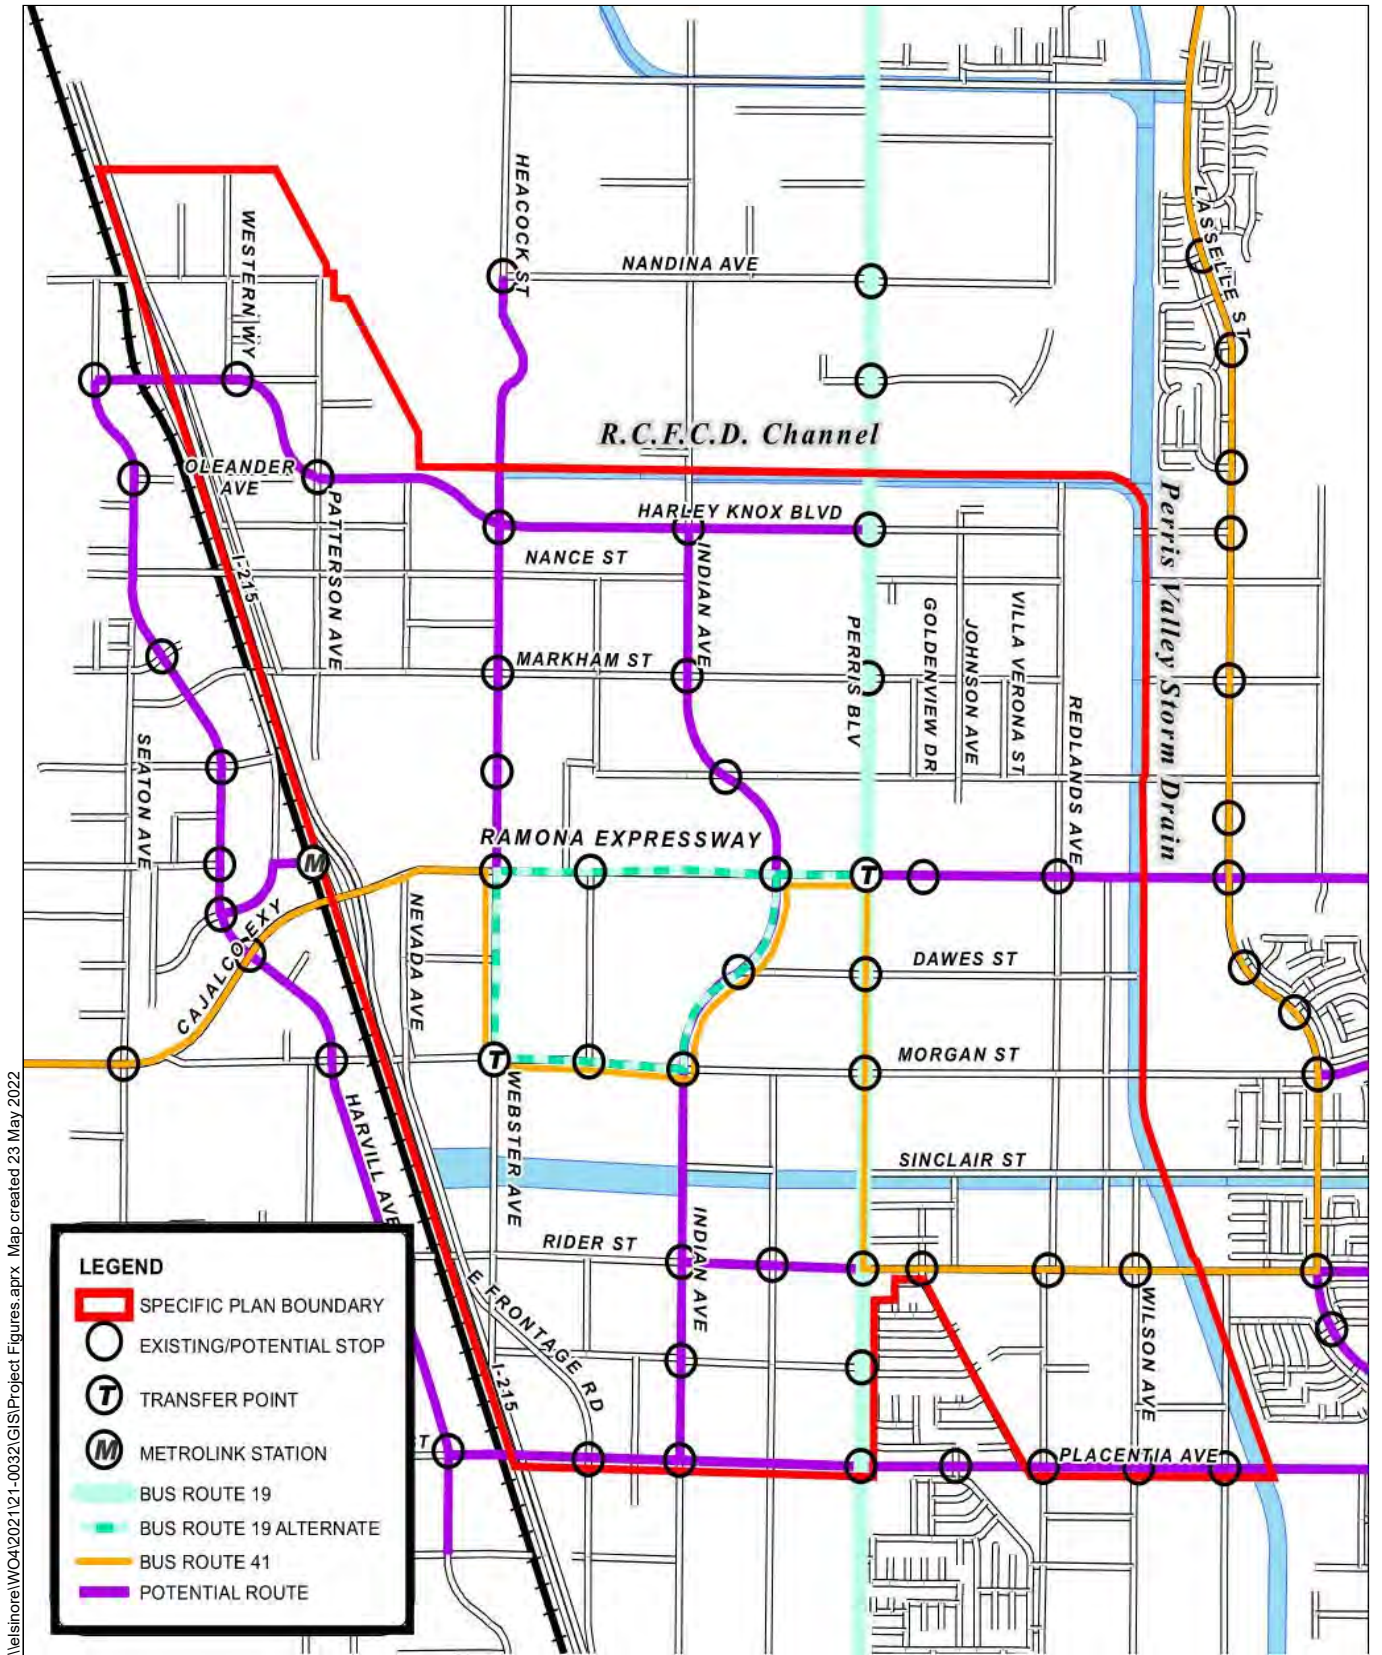 HEACOCK ST
WESTERN WY
LASSELLE ST
NANDINA AVE
R.C.F.C.D. Channel
OLEANDER
AVE
PATTERSON AVE
HARLEY KNOX BLVD
Perris Valley Storm Drain
I-215
NANCE ST
INDIAN AVE
PERRIS BLV
GOLDENVIEW DR
JOHNSON AVE
VILLA VERONA ST
MARKHAM ST
REDLANDS AVE
SEATON AVE
RAMONA EXPRESSWAY
M
T
CAJALCO EXY
NEVADA AVE
DAWES ST
T
MORGAN ST
WEBSTER AVE
HARVILL AVE
SINCLAIR ST
RIDER ST
INDIAN AVE
E FRONTAGE RD
WILSON AVE
I-215
ST
PLACENTIA AVE
LEGEND
SPECIFIC PLAN BOUNDARY
EXISTING/POTENTIAL STOP
T TRANSFER POINT
M METROLINK STATION
BUS ROUTE 19
BUS ROUTE 19 ALTERNATE
BUS ROUTE 41
POTENTIAL ROUTE
\\elsinore\WO4\2021\21-0032\GIS\Project Figures.aprx Map created 23 May 2022